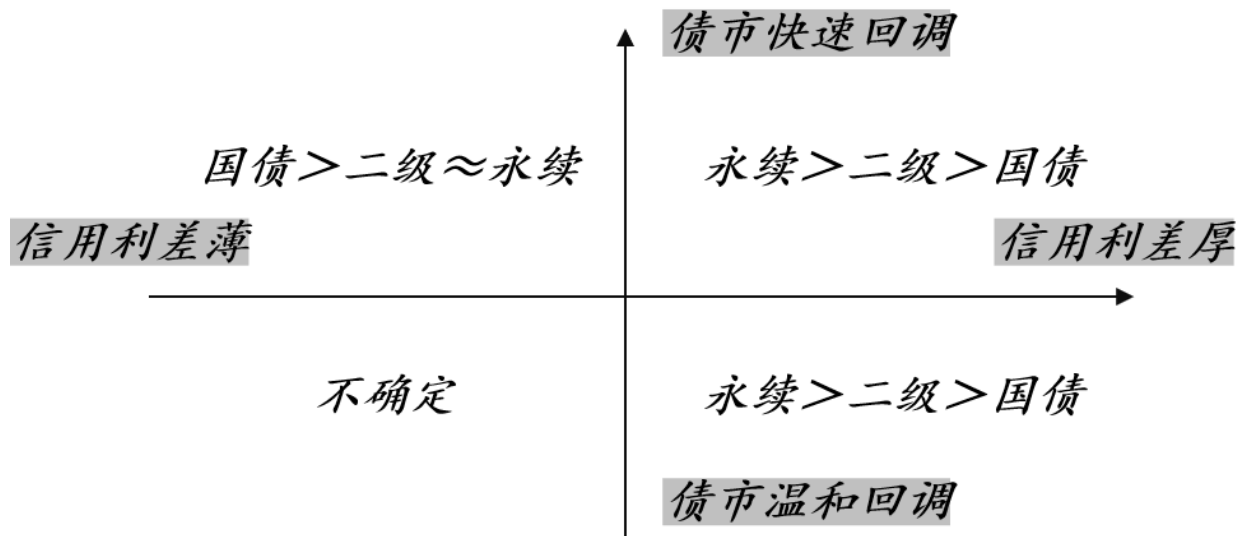 债市快速回调
国债＞二级≈永续
永续＞二级＞国债
信用利差薄
信用利差厚
不确定
永续＞二级＞国债
债市温和回调